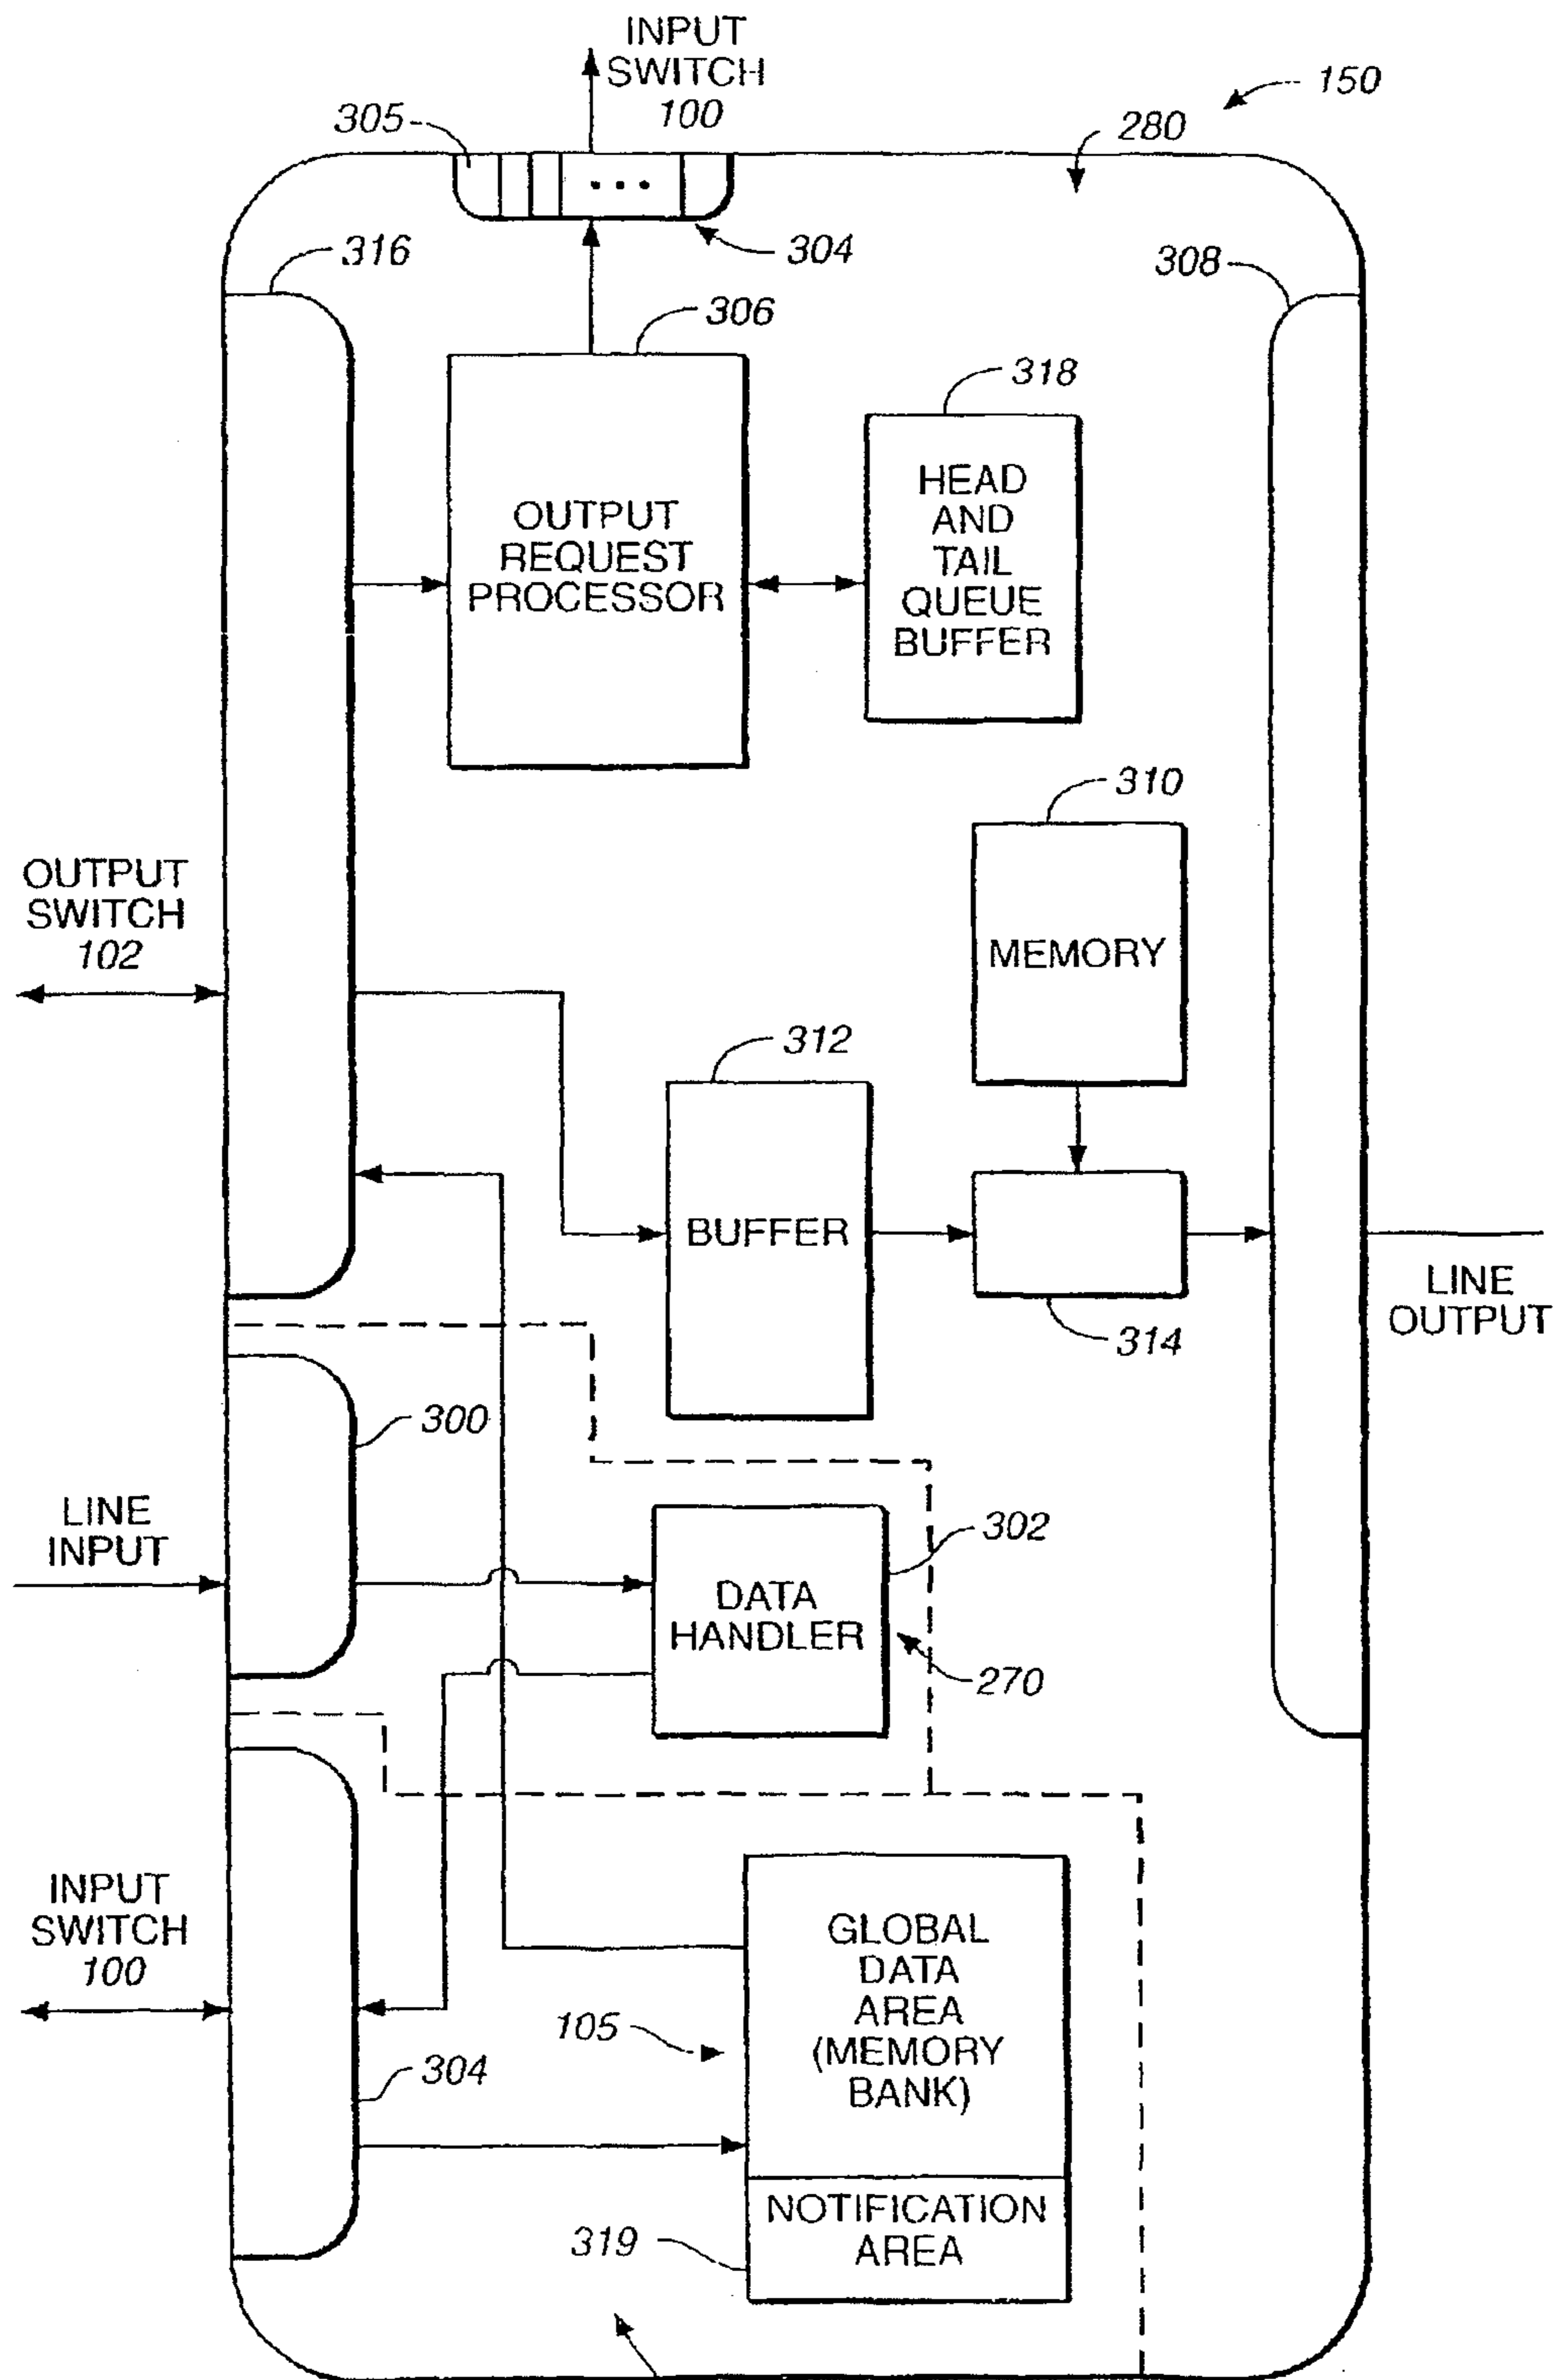 INPUT
SWITCH
100
150
305
280
304
316
308
306
318
OUTPUT
REQUEST
PROCESSOR
HEAD
AND
TAIL
QUEUE
BUFFER
310
MEMORY
OUTPUT
SWITCH
102
312
BUFFER
314
LINE
OUTPUT
300
LINE
INPUT
302
DATA
HANDLER
270
INPUT
SWITCH
100
GLOBAL
DATA
AREA
(MEMORY
BANK)
105
304
NOTIFICATION
AREA
319